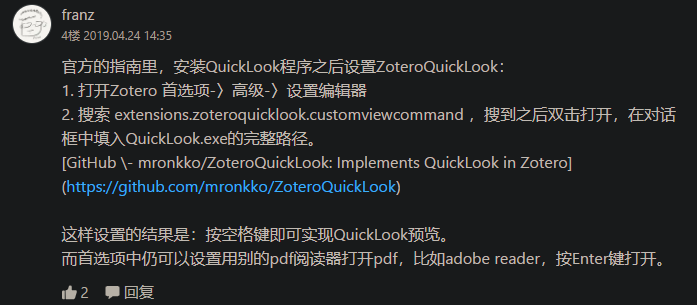 franz
4楼 2019.04.24 14:35
官方的指南里，安装QuickLook程序之后设置ZoteroQuickLook：
1. 打开Zotero 首选项-〉高级-〉设置编辑器
2. 搜索 extensions.zoteroquicklook.customviewcommand ，搜到之后双击打开，在对话
框中填入QuickLook.exe的完整路径。
[GitHub \- mronkko/ZoteroQuickLook: Implements QuickLook in Zotero]
(https://github.com/mronkko/ZoteroQuickLook)
这样设置的结果是：按空格键即可实现QuickLook预览。
而首选项中仍可以设置用别的pdf阅读器打开pdf，比如adobe reader，按Enter键打开。
2 回复